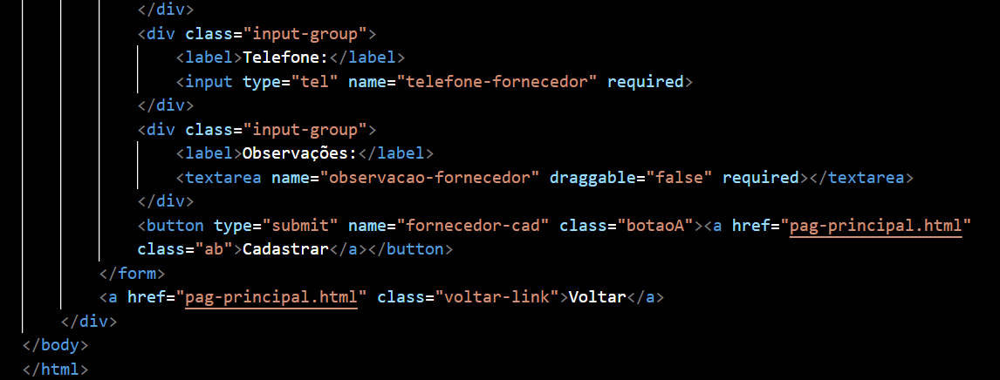 </div>
<div class="input-group">
<label>Telefone:</label>
<input type="tel" name="telefone-fornecedor" required>
</div>
<div class="input-group">
<label>Observações:</label>
<textarea name="observacao-fornecedor" draggable="false" required></textarea>
</div>
<button type="submit" name="fornecedor-cad" class="botaoA"><a href="pag-principal.html"
class="ab">Cadastrar</a></button>
</form>
<a href="pag-principal.html" class="voltar-link">Voltar</a>
</div>
</body>
</html>